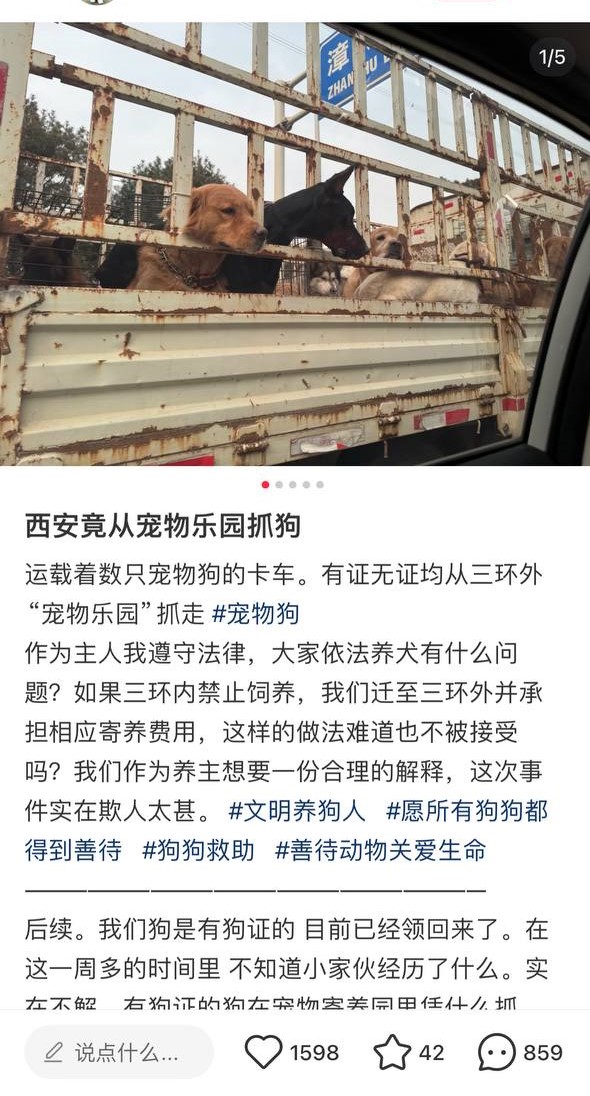 1/5
漳
ZHAN
西安竟从宠物乐园抓狗
运载着数只宠物狗的卡车。有证无证均从三环外
“宠物乐园”抓走 #宠物狗
作为主人我遵守法律，大家依法养犬有什么问
题？如果三环内禁止饲养，我们迁至三环外并承
担相应寄养费用，这样的做法难道也不被接受
吗？我们作为养主想要一份合理的解释，这次事
件实在欺人太甚。 #文明养狗人 #愿所有狗狗都
得到善待 #狗狗救助 #善待动物关爱生命
———————————————
后续。我们狗是有狗证的 目前已经领回来了。在
这一周多的时间里 不知道小家伙经历了什么。实
在不解，有狗证的狗在宠物寄养园里凭什么抓
说点什么...
1598
42
859